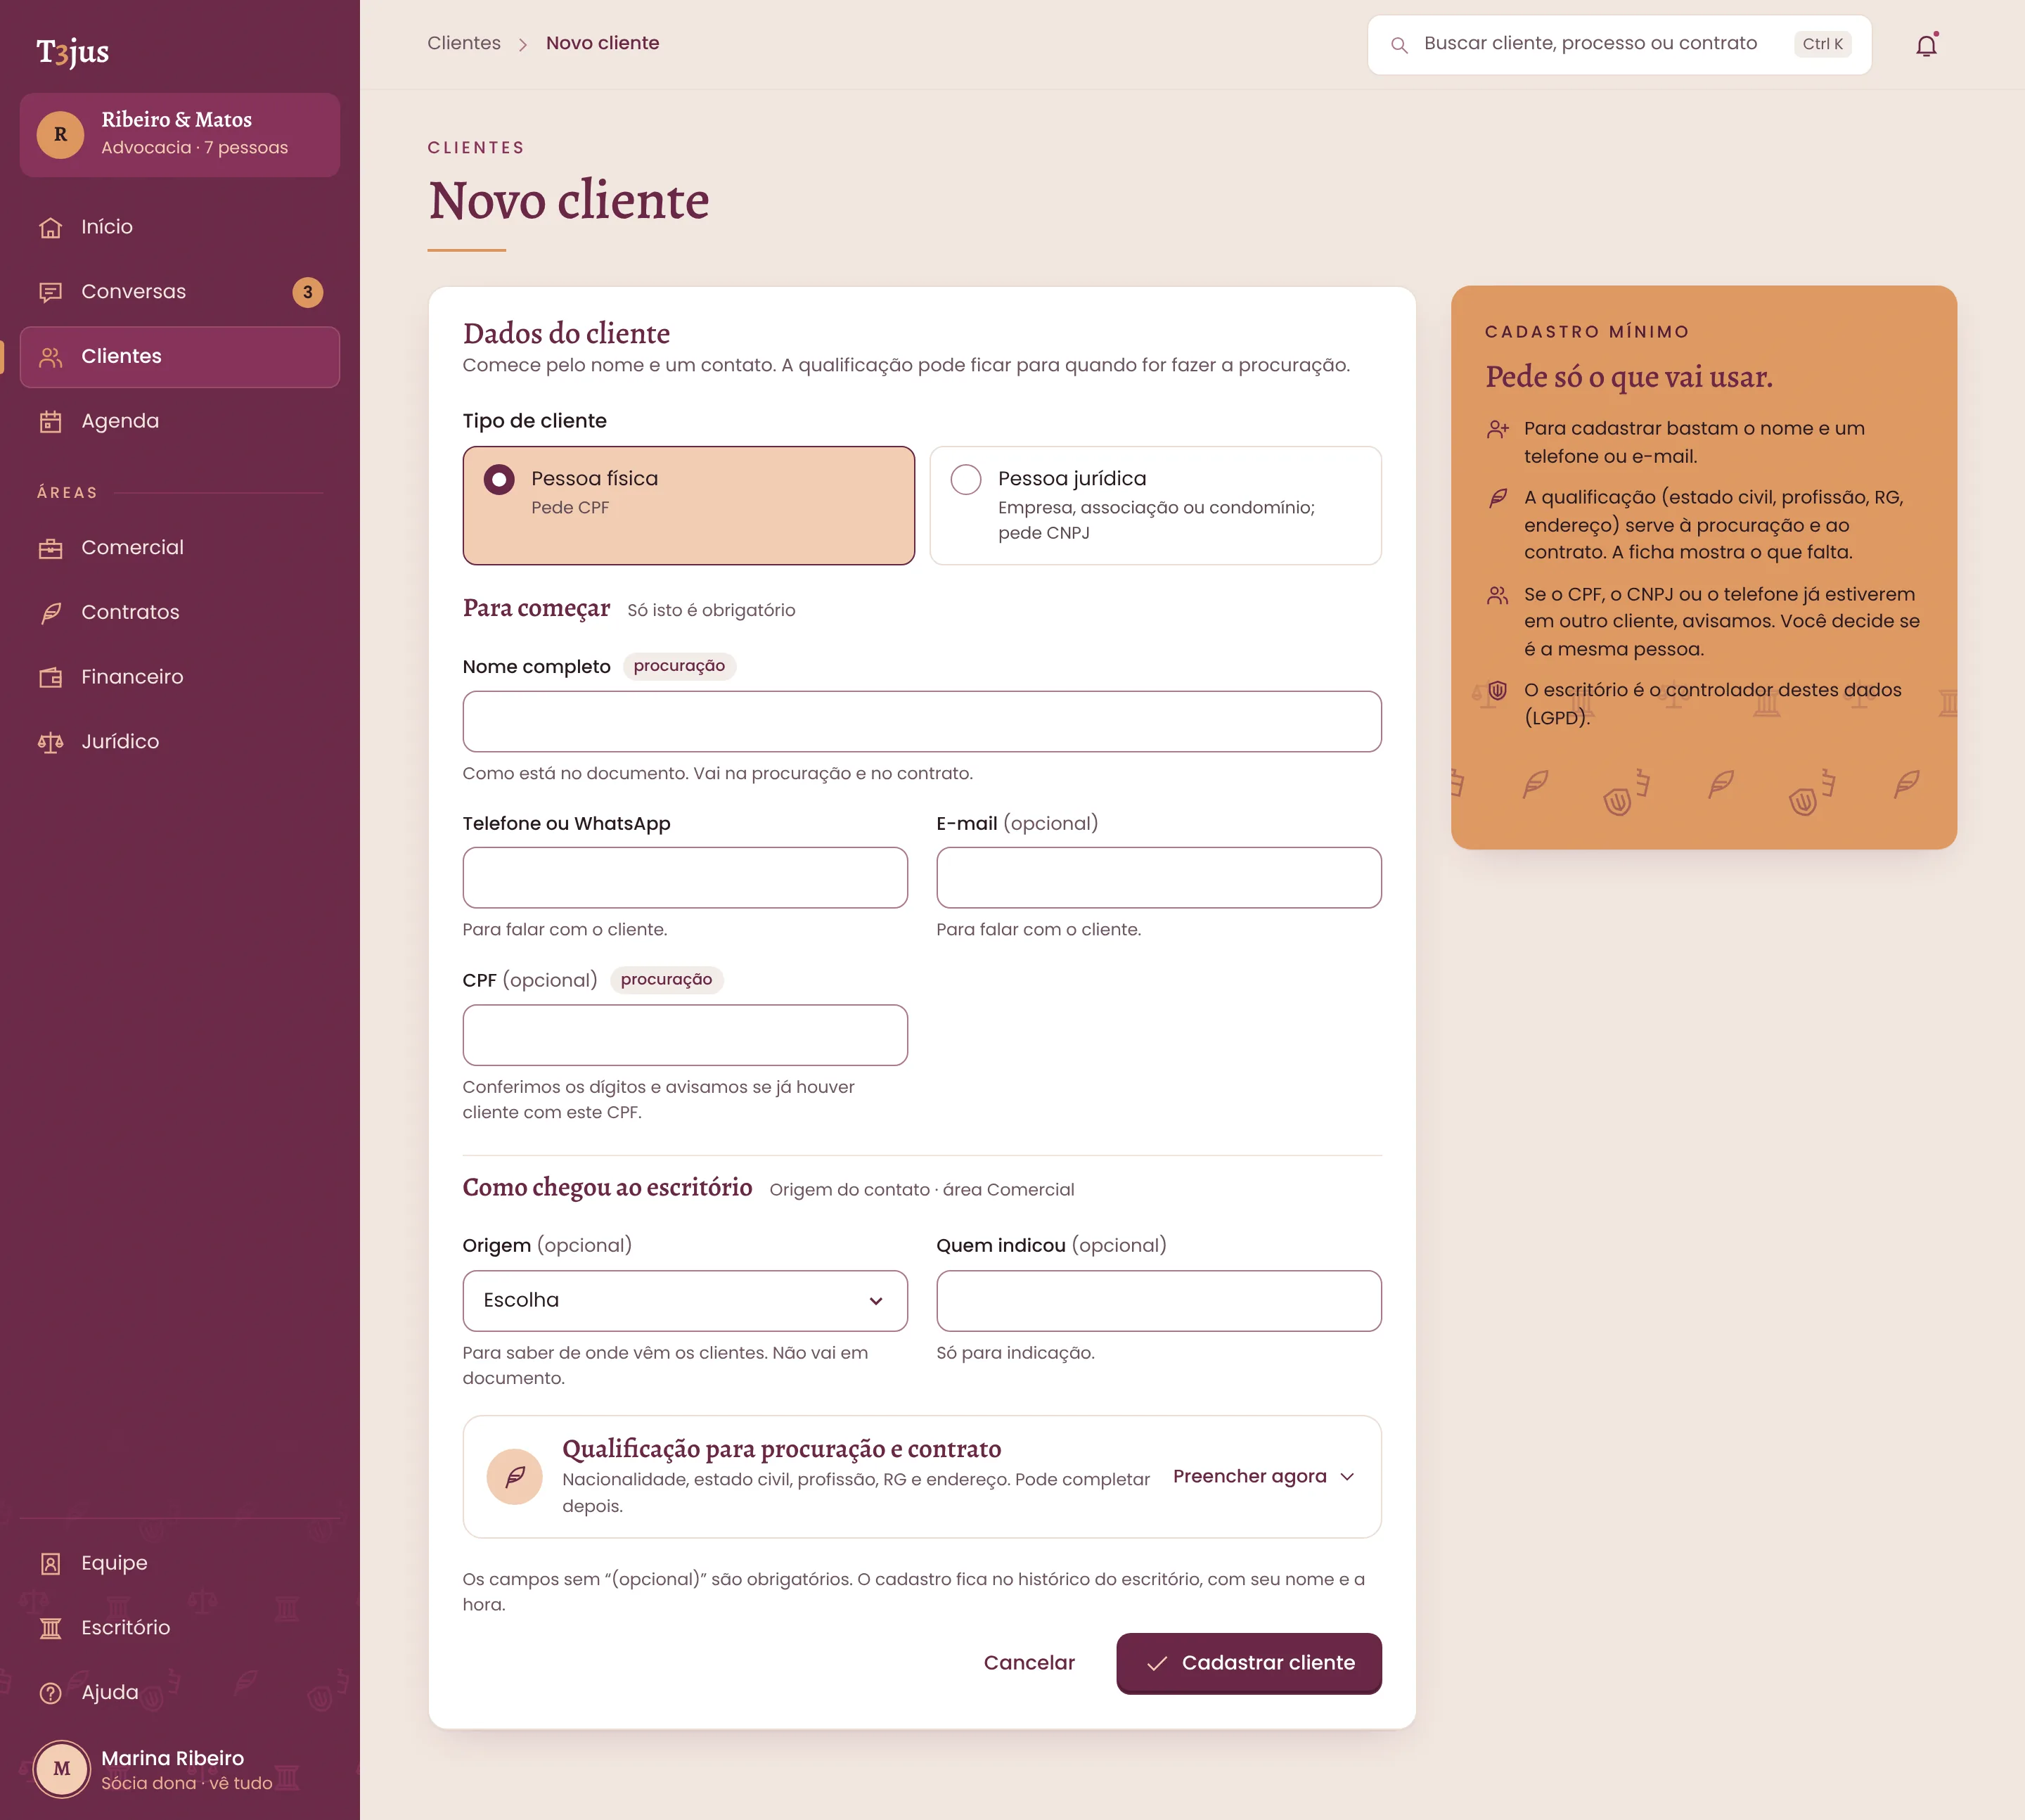 T3jus
R
Ribeiro & Matos
Advocacia · 7 pessoas
Início
Conversas
3
Clientes
Agenda
ÁREAS
Comercial
Contratos
Financeiro
Jurídico
Equipe
Escritório
Ajuda
M
Marina Ribeiro
Sócia dona · vê tudo
Clientes
Novo cliente
Buscar cliente, processo ou contrato
Ctrl K
CLIENTES
Novo cliente
Dados do cliente
Comece pelo nome e um contato. A qualificação pode ficar para quando for fazer a procuração.
Tipo de cliente
Pessoa física
Pede CPF
Pessoa jurídica
Empresa, associação ou condomínio;
pede CNPJ
Para começar Só isto é obrigatório
Nome completo procuração
Como está no documento. Vai na procuração e no contrato.
Telefone ou WhatsApp
Para falar com o cliente.
E-mail (opcional)
Para falar com o cliente.
CPF (opcional) procuração
Conferimos os dígitos e avisamos se já houver
cliente com este CPF.
Como chegou ao escritório Origem do contato · área Comercial
Origem (opcional)
Escolha
Para saber de onde vêm os clientes. Não vai em
documento.
Quem indicou (opcional)
Só para indicação.
Qualificação para procuração e contrato
Nacionalidade, estado civil, profissão, RG e endereço. Pode completar
depois.
Preencher agora
Os campos sem “(opcional)” são obrigatórios. O cadastro fica no histórico do escritório, com seu nome e a
hora.
Cancelar
Cadastrar cliente
CADASTRO MÍNIMO
Pede só o que vai usar.
Para cadastrar bastam o nome e um
telefone ou e-mail.
A qualificação (estado civil, profissão, RG,
endereço) serve à procuração e ao
contrato. A ficha mostra o que falta.
Se o CPF, o CNPJ ou o telefone já estiverem
em outro cliente, avisamos. Você decide se
é a mesma pessoa.
O escritório é o controlador destes dados
(LGPD).